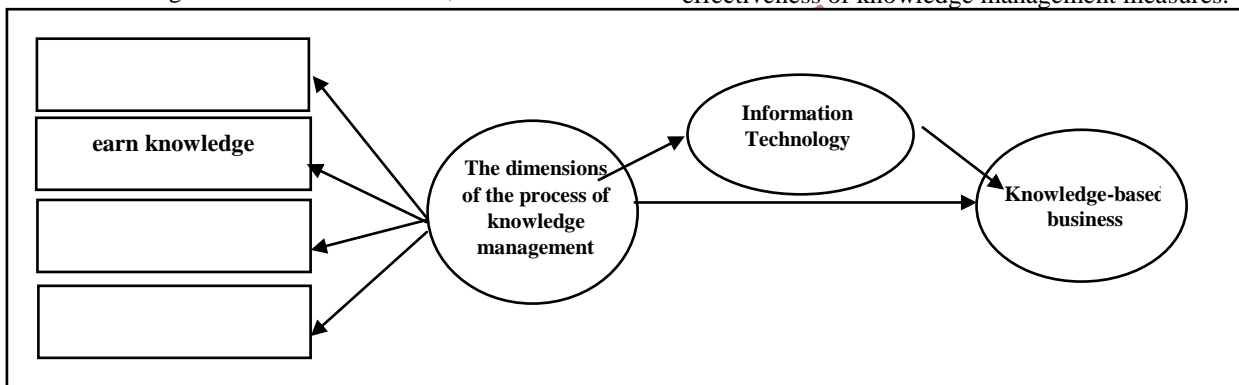 effectiveness of knowledge management measures.
earn knowledge
The dimensions
of the process of
knowledge
management
Information
Technology
Knowledge-based
business